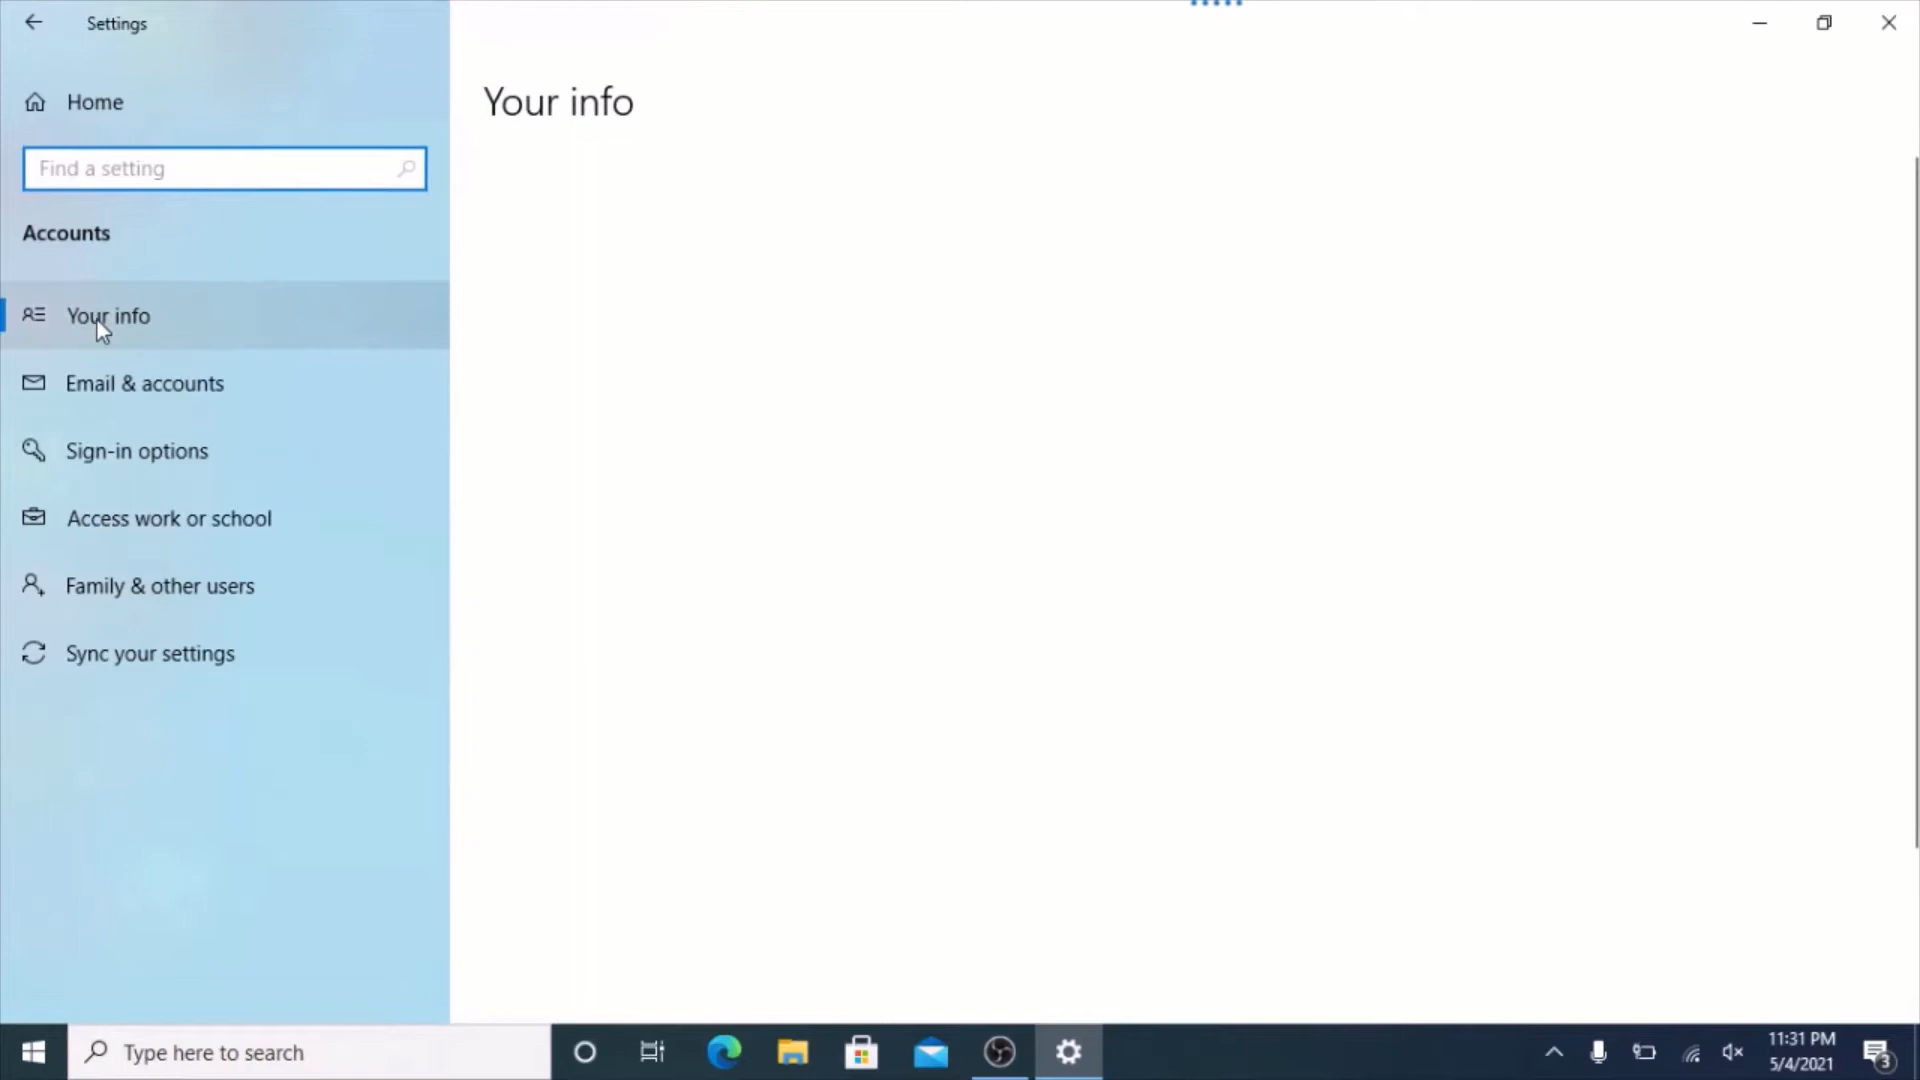 Settings
Home
Find a setting
Accounts
Your info
Email & accounts
Sign-in options
Access work or school
Family & other users
Sync your settings
Your info
Type here to search
11:31 PM
5/4/2021
3